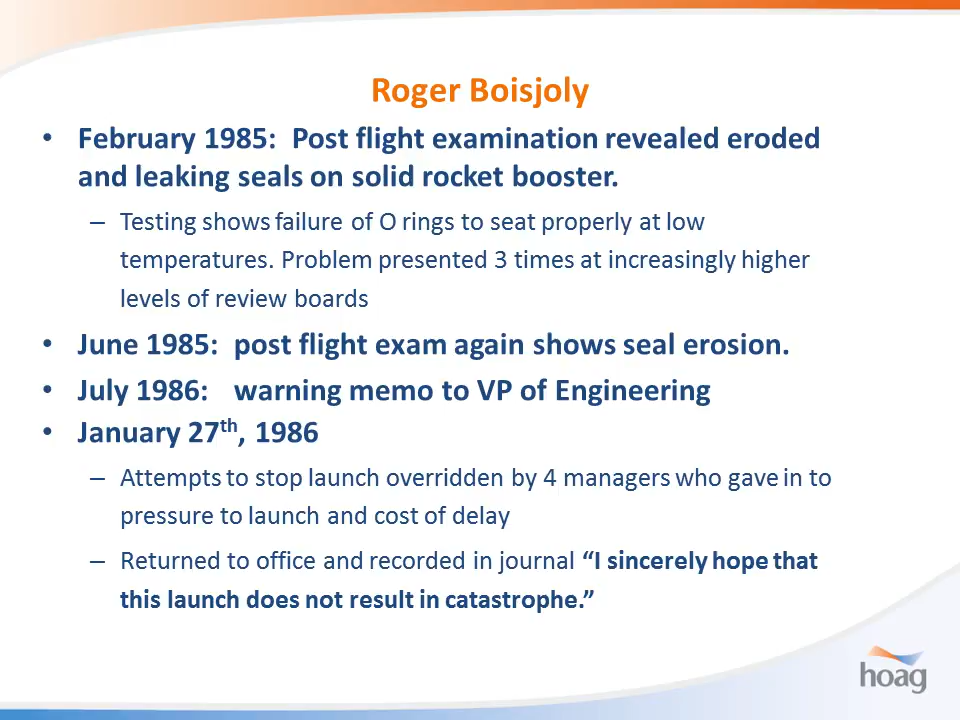 Roger Boisjoly
• February 1985: Post flight examination revealed eroded
and leaking seals on solid rocket booster.
– Testing shows failure of O rings to seat properly at low
temperatures. Problem presented 3 times at increasingly higher
levels of review boards
• June 1985: post flight exam again shows seal erosion.
• July 1986: warning memo to VP of Engineering
• January 27th, 1986
– Attempts to stop launch overridden by 4 managers who gave in to
pressure to launch and cost of delay
– Returned to office and recorded in journal “I sincerely hope that
this launch does not result in catastrophe.”
hoag